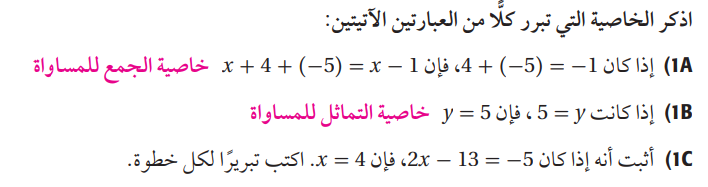 اذكر الخاصية التي تبرر كلًّا من العبارتين الآتيتين:
(1A إذا كان 4 + (−5) = −1، فإن x + 4 + (−5) = x − 1 خاصية الجمع للمساواة
(1B إذا كانت 5 = y ، فإن y = 5 خاصية التماثل للمساواة
(1C أثبت أنه إذا كان 2x − 13 = −5، فإن x = 4. اكتب تبريرًا لكل خطوة.